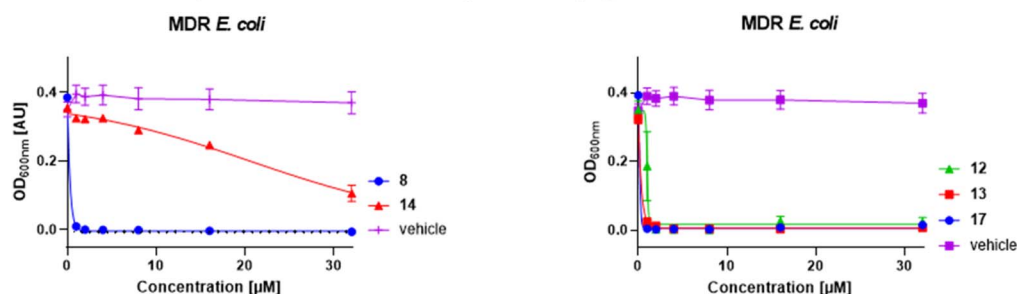 MDR E. coli
OD600nm [AU]
0.4
0.2
0.0
0
10
20
30
Concentration [µM]
8
14
vehicle
MDR E. coli
OD600nm
0.4
0.2
0.0
0
10
20
30
Concentration [µM]
12
13
17
vehicle